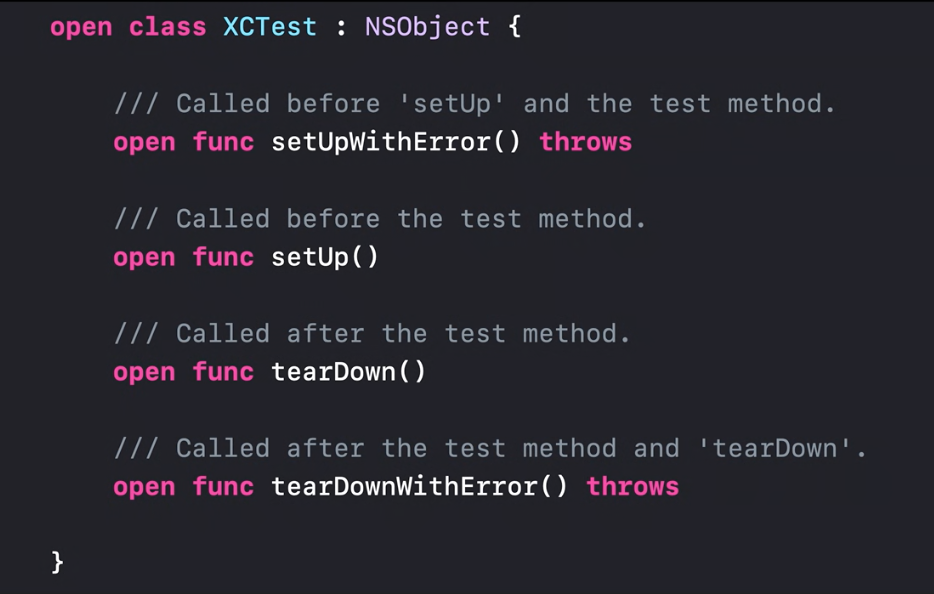 open class XCTest : NSObject {
/// Called before 'setUp' and the test method.
open func setUpWithError() throws
/// Called before the test method.
open func setUp()
/// Called after the test method.
open func tearDown()
/// Called after the test method and 'tearDown'.
open func tearDownWithError() throws
}